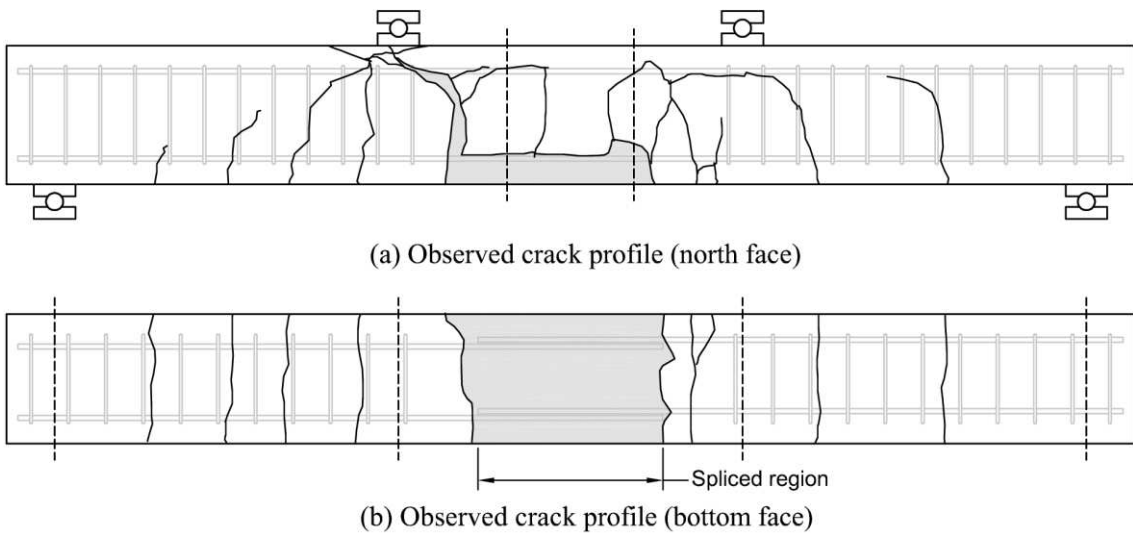 (a) Observed crack profile (north face)
Spliced region
(b) Observed crack profile (bottom face)